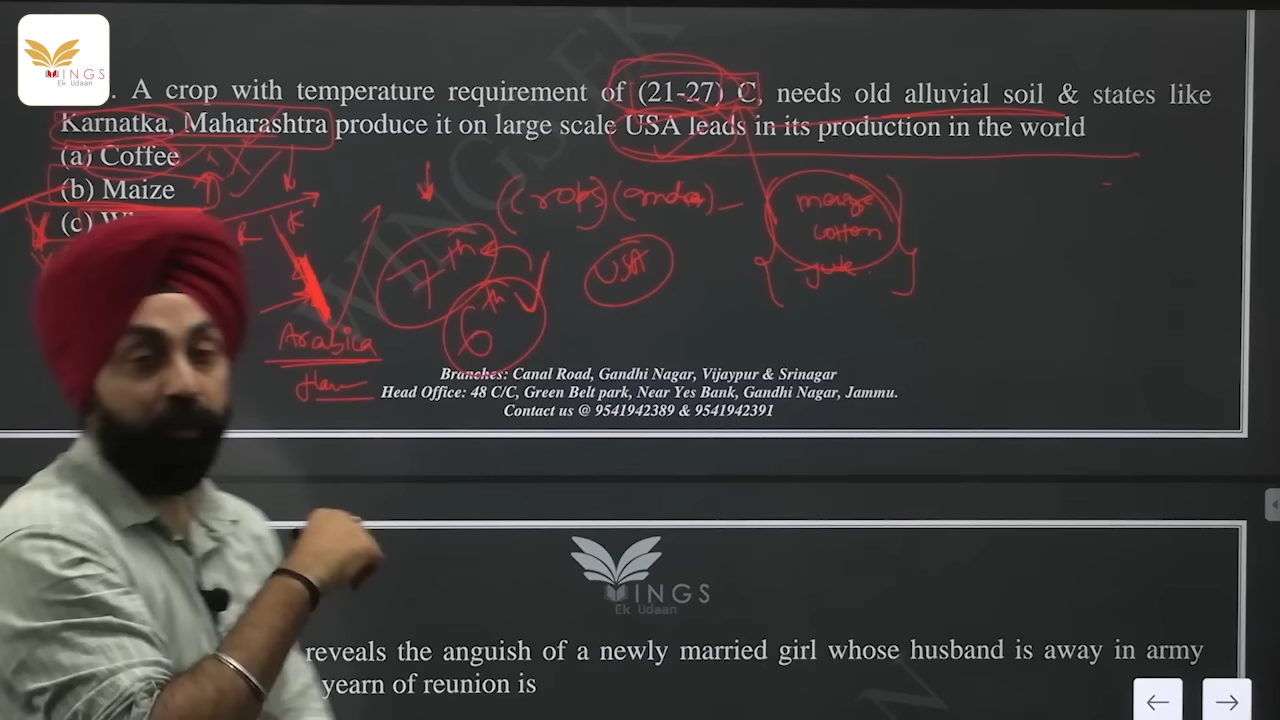 WINGS
Ek Udaan
. A crop with temperature requirement of (21-27) C, needs old alluvial soil & states like
Karnatka, Maharashtra produce it on large scale USA leads in its production in the world
(a) Coffee
(b) Maize
(c)
(Crops)
maize
cotton
7th
USA
6th
Arabica
Branches: Canal Road, Gandhi Nagar, Vijaypur & Srinagar
Head Office: 48 C/C, Green Belt park, Near Yes Bank, Gandhi Nagar, Jammu.
Contact us @ 9541942389 & 9541942391
WINGS
Ek Udaan
reveals the anguish of a newly married girl whose husband is away in army
yearn of reunion is